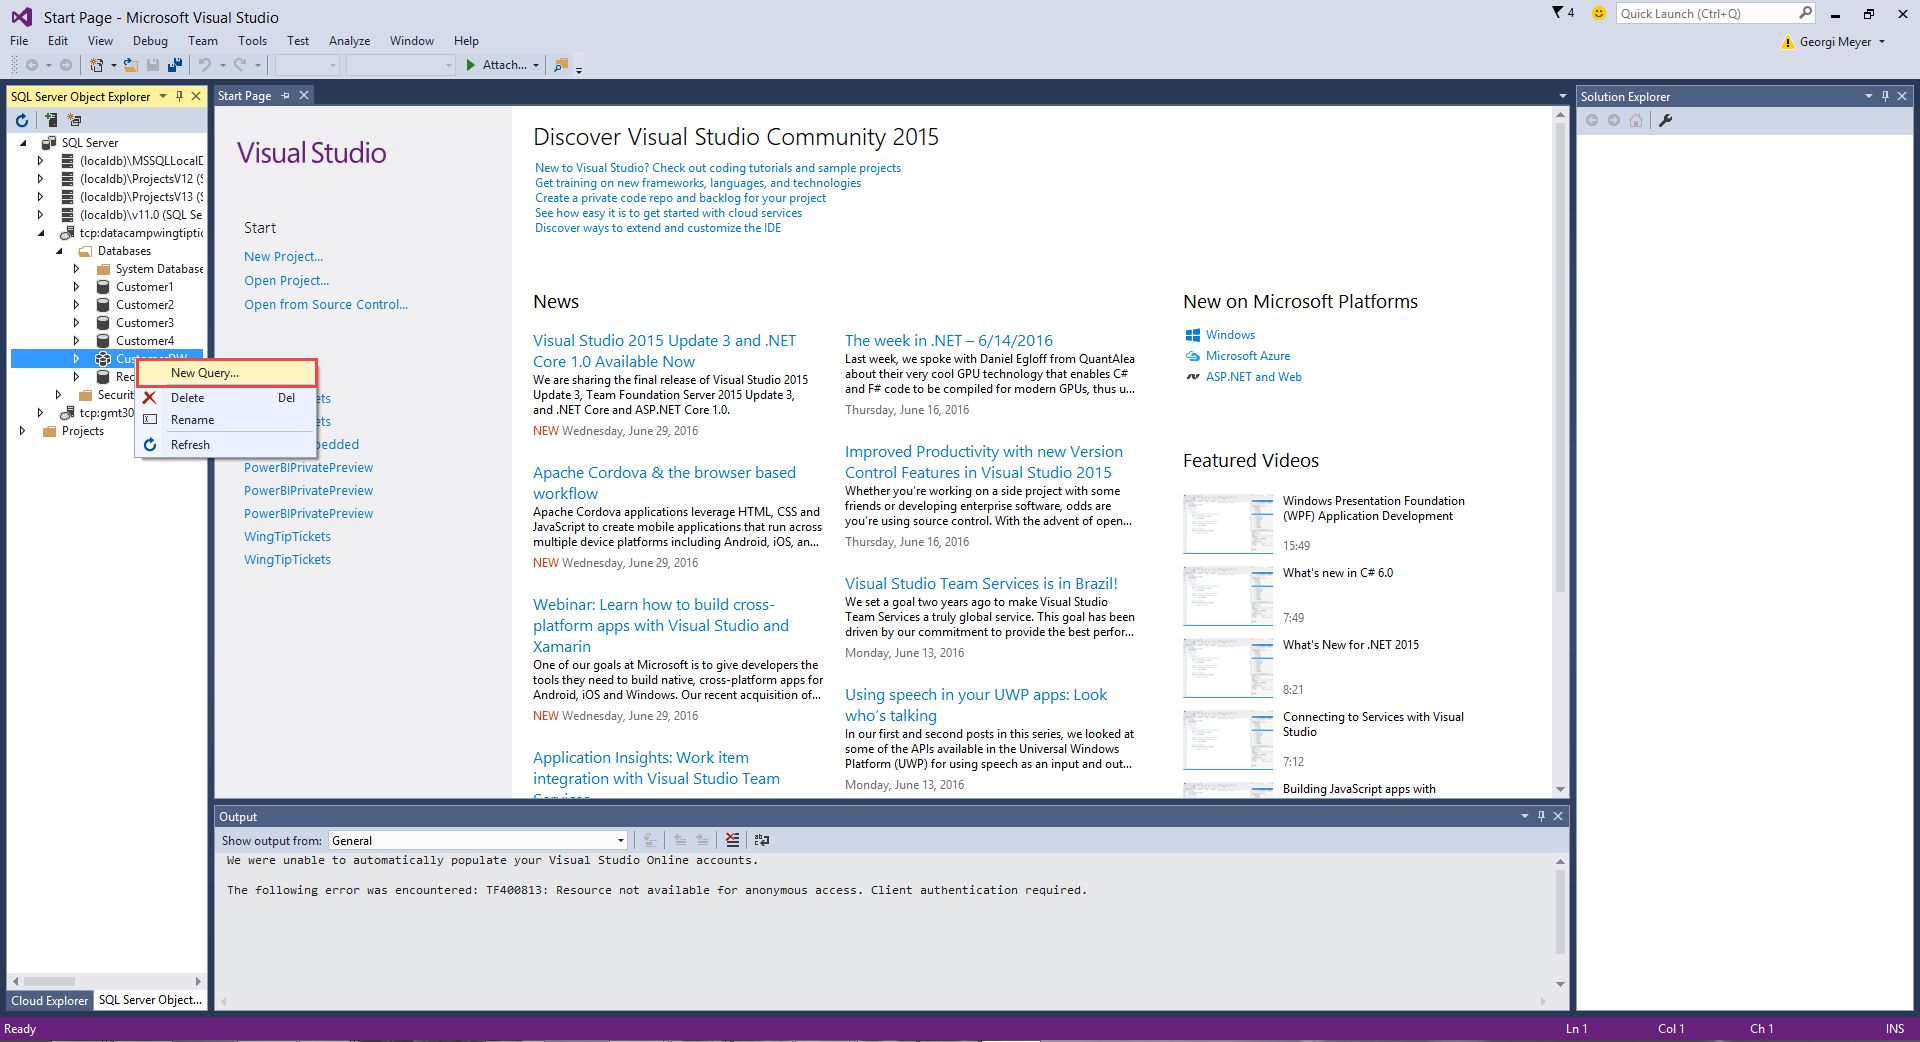 Start Page - Microsoft Visual Studio
4
Quick Launch (Ctrl+Q)
File Edit View Debug Team Tools Test Analyze Window Help
Georgi Meyer
Attach...
SQL Server Object Explorer
SQL Server
(localdb)\MSSQLLocalD
(localdb)\ProjectsV12 (S
(localdb)\ProjectsV13 (S
(localdb)\v11.0 (SQL Se
tcp:datacampwingtiptic
Databases
System Database
Customer1
Customer2
Customer3
Customer4
CustomerDW
Rec
Securit
tcp:gmt30
Projects
New Query...
Delete Del
Rename
Refresh
Cloud Explorer
SQL Server Object...
Start Page
Visual Studio
Start
New Project...
Open Project...
Open from Source Control...
ets
ets
bedded
PowerBIPrivatePreview
PowerBIPrivatePreview
PowerBIPrivatePreview
WingTipTickets
WingTipTickets
Discover Visual Studio Community 2015
New to Visual Studio? Check out coding tutorials and sample projects
Get training on new frameworks, languages, and technologies
Create a private code repo and backlog for your project
See how easy it is to get started with cloud services
Discover ways to extend and customize the IDE
News
Visual Studio 2015 Update 3 and .NET
Core 1.0 Available Now
We are sharing the final release of Visual Studio 2015
Update 3, Team Foundation Server 2015 Update 3,
and .NET Core and ASP.NET Core 1.0.
NEW Wednesday, June 29, 2016
Apache Cordova & the browser based
workflow
Apache Cordova applications leverage HTML, CSS and
JavaScript to create mobile applications that run across
multiple device platforms including Android, iOS, an...
NEW Wednesday, June 29, 2016
Webinar: Learn how to build cross-
platform apps with Visual Studio and
Xamarin
One of our goals at Microsoft is to give developers the
tools they need to build native, cross-platform apps for
Android, iOS and Windows. Our recent acquisition of...
NEW Wednesday, June 29, 2016
Application Insights: Work item
integration with Visual Studio Team
Services
The week in .NET – 6/14/2016
Last week, we spoke with Daniel Egloff from QuantAlea
about their very cool GPU technology that enables C#
and F# code to be compiled for modern GPUs, thus u...
Thursday, June 16, 2016
Improved Productivity with new Version
Control Features in Visual Studio 2015
Whether you're working on a side project with some
friends or developing enterprise software, odds are
you're using source control. With the advent of open...
Thursday, June 16, 2016
Visual Studio Team Services is in Brazil!
We set a goal two years ago to make Visual Studio
Team Services a truly global service. This goal has been
driven by our commitment to provide the best perfor...
Monday, June 13, 2016
Using speech in your UWP apps: Look
who's talking
In our first and second posts in this series, we looked at
some of the APIs available in the Universal Windows
Platform (UWP) for using speech as an input and out...
Monday, June 13, 2016
New on Microsoft Platforms
Windows
Microsoft Azure
ASP.NET and Web
Featured Videos
Windows Presentation Foundation
(WPF) Application Development
15:49
What's new in C# 6.0
7:49
What's New for .NET 2015
8:21
Connecting to Services with Visual
Studio
7:12
Building JavaScript apps with
Solution Explorer
Output
Show output from: General
We were unable to automatically populate your Visual Studio Online accounts.
The following error was encountered: TF400813: Resource not available for anonymous access. Client authentication required.
Ready
Ln 1 Col 1 Ch 1 INS